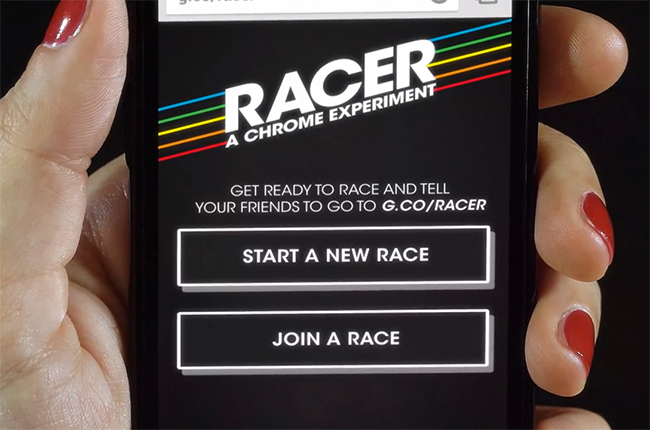 RACER
A CHROME EXPERIMENT
GET READY TO RACE AND TELL
YOUR FRIENDS TO GO TO G.CO/RACER
START A NEW RACE
JOIN A RACE